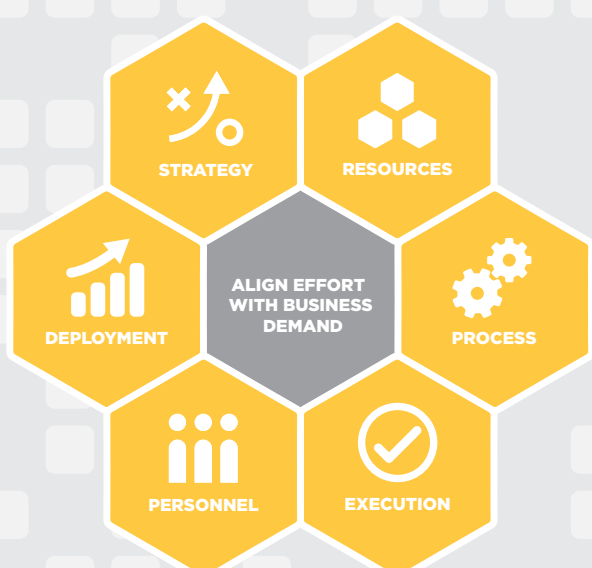 STRATEGY
RESOURCES
DEPLOYMENT
ALIGN EFFORT
WITH BUSINESS
DEMAND
PROCESS
PERSONNEL
EXECUTION